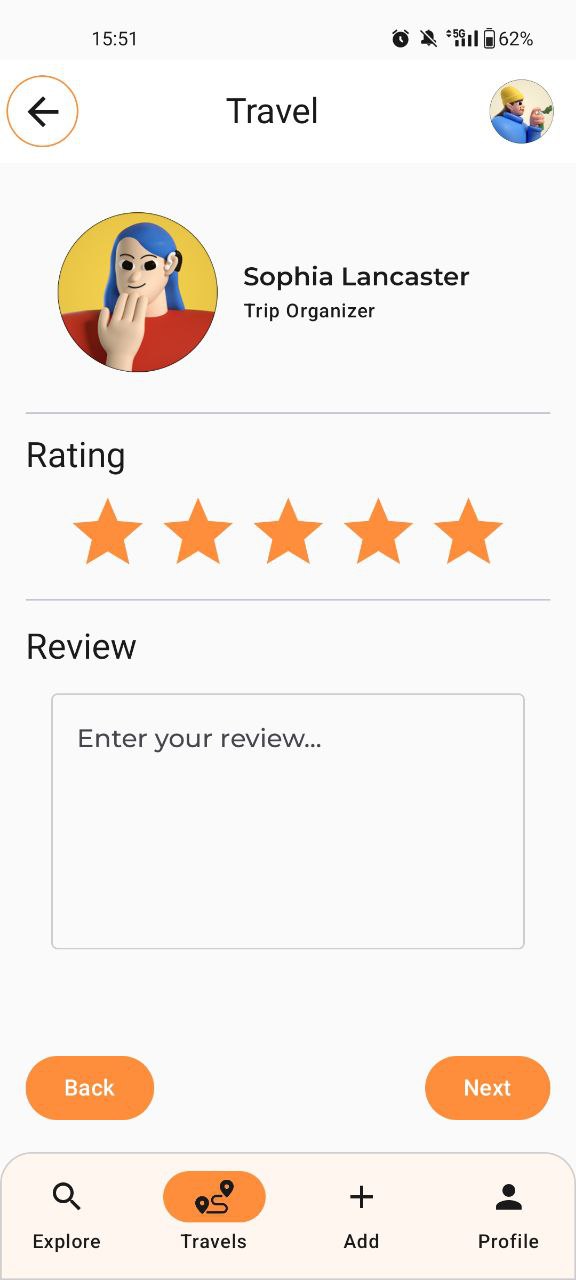 15:51
5G 62%
Travel
Sophia Lancaster
Trip Organizer
Rating
Review
Enter your review...
Back Next
Explore Travels Add Profile